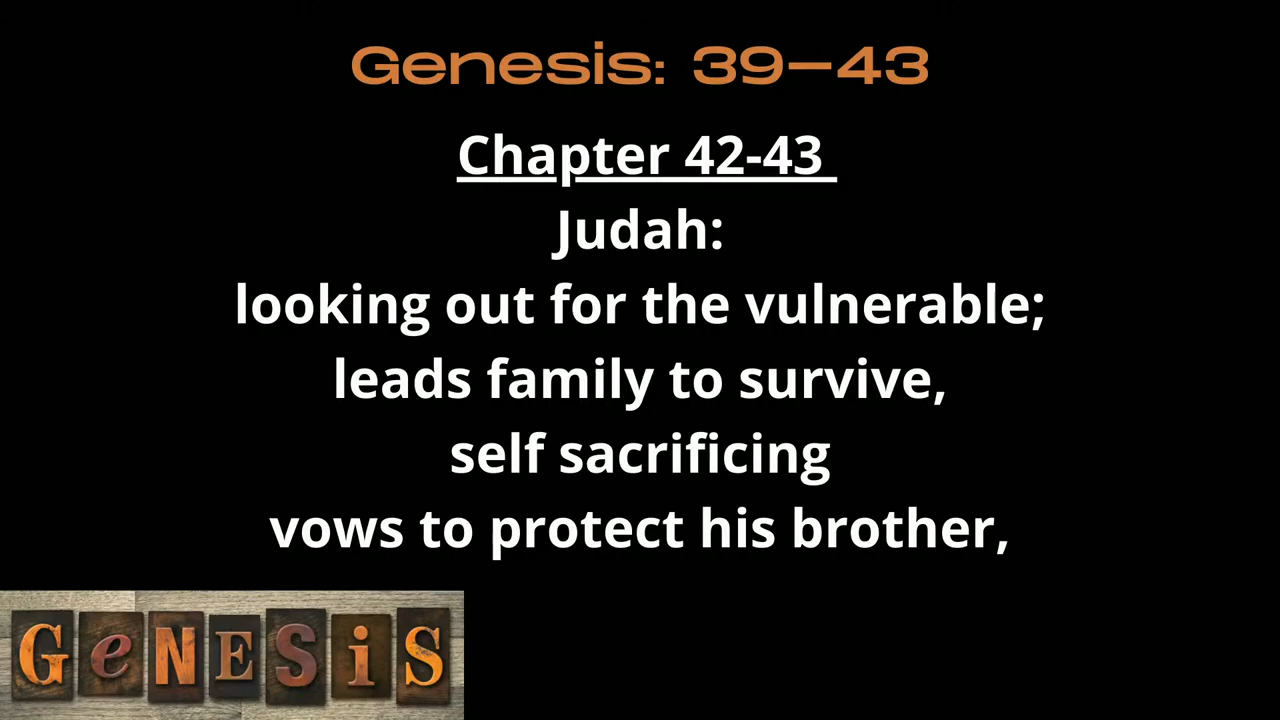 Genesis: 39–43
Chapter 42-43
Judah:
looking out for the vulnerable;
leads family to survive,
self sacrificing
vows to protect his brother,
GeNESiS